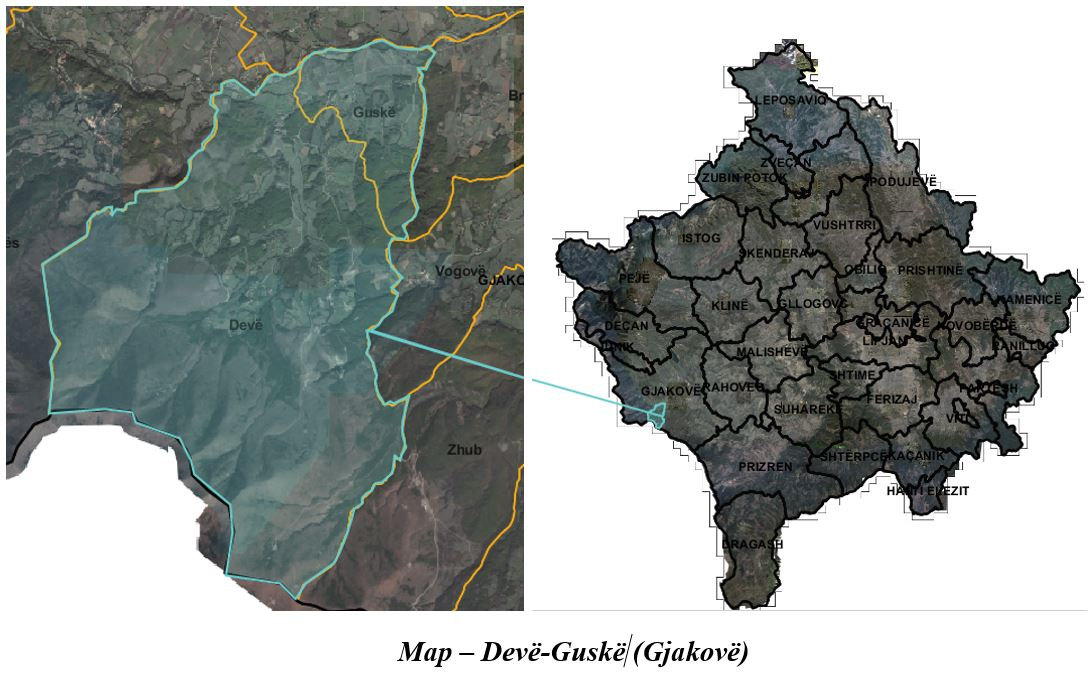 Guskë
Br
ës
Vogovë
GJAKO
Devë
Zhub
LEPOSAVIQ
ZVEÇAN
ZUBIN POTOK
PODUJEVË
VUSHTRRI
ISTOG
SKENDERAJ
OBILIQ
PRISHTINË
PEJË
KAMENICË
KLINË
GLLOGOVC
DEÇAN
GRAÇANICË
NOVOBËRDË
JUNIK
LIPJAN
RANILLUG
MALISHEVË
SHTIME
GJAKOVË
RAHOVEC
PARTESH
FERIZAJ
SUHAREKË
VITI
SHTËRPCË
KAÇANIK
PRIZREN
HANI I ELEZIT
DRAGASH
Map – Devë-Guskë/(Gjakovë)